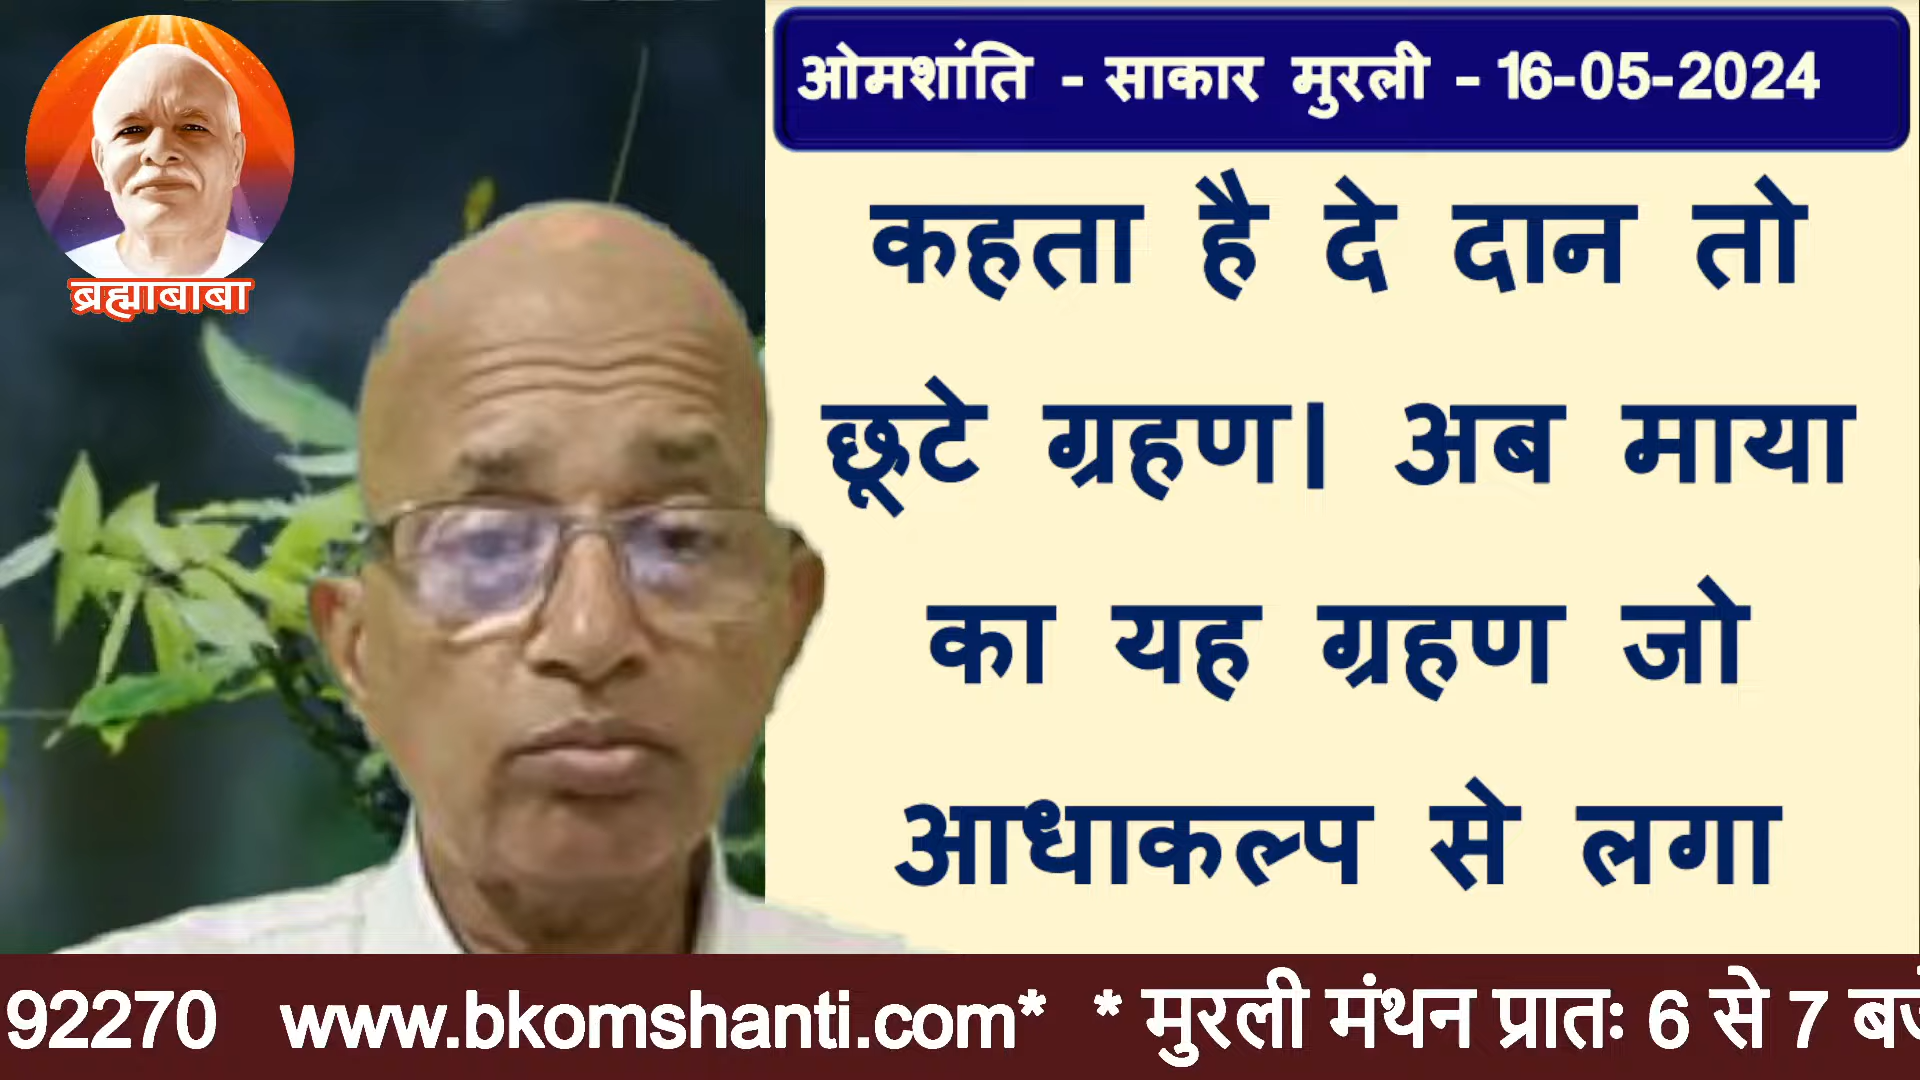 ओमशांति - साकार मुरली - 16-05-2024
ब्रह्माबाबा
कहता है दे दान तो
छूटे ग्रहण। अब माया
का यह ग्रहण जो
आधाकल्प से लगा
92270 www.bkomshanti.com* * मुरली मंथन प्रातः 6 से 7